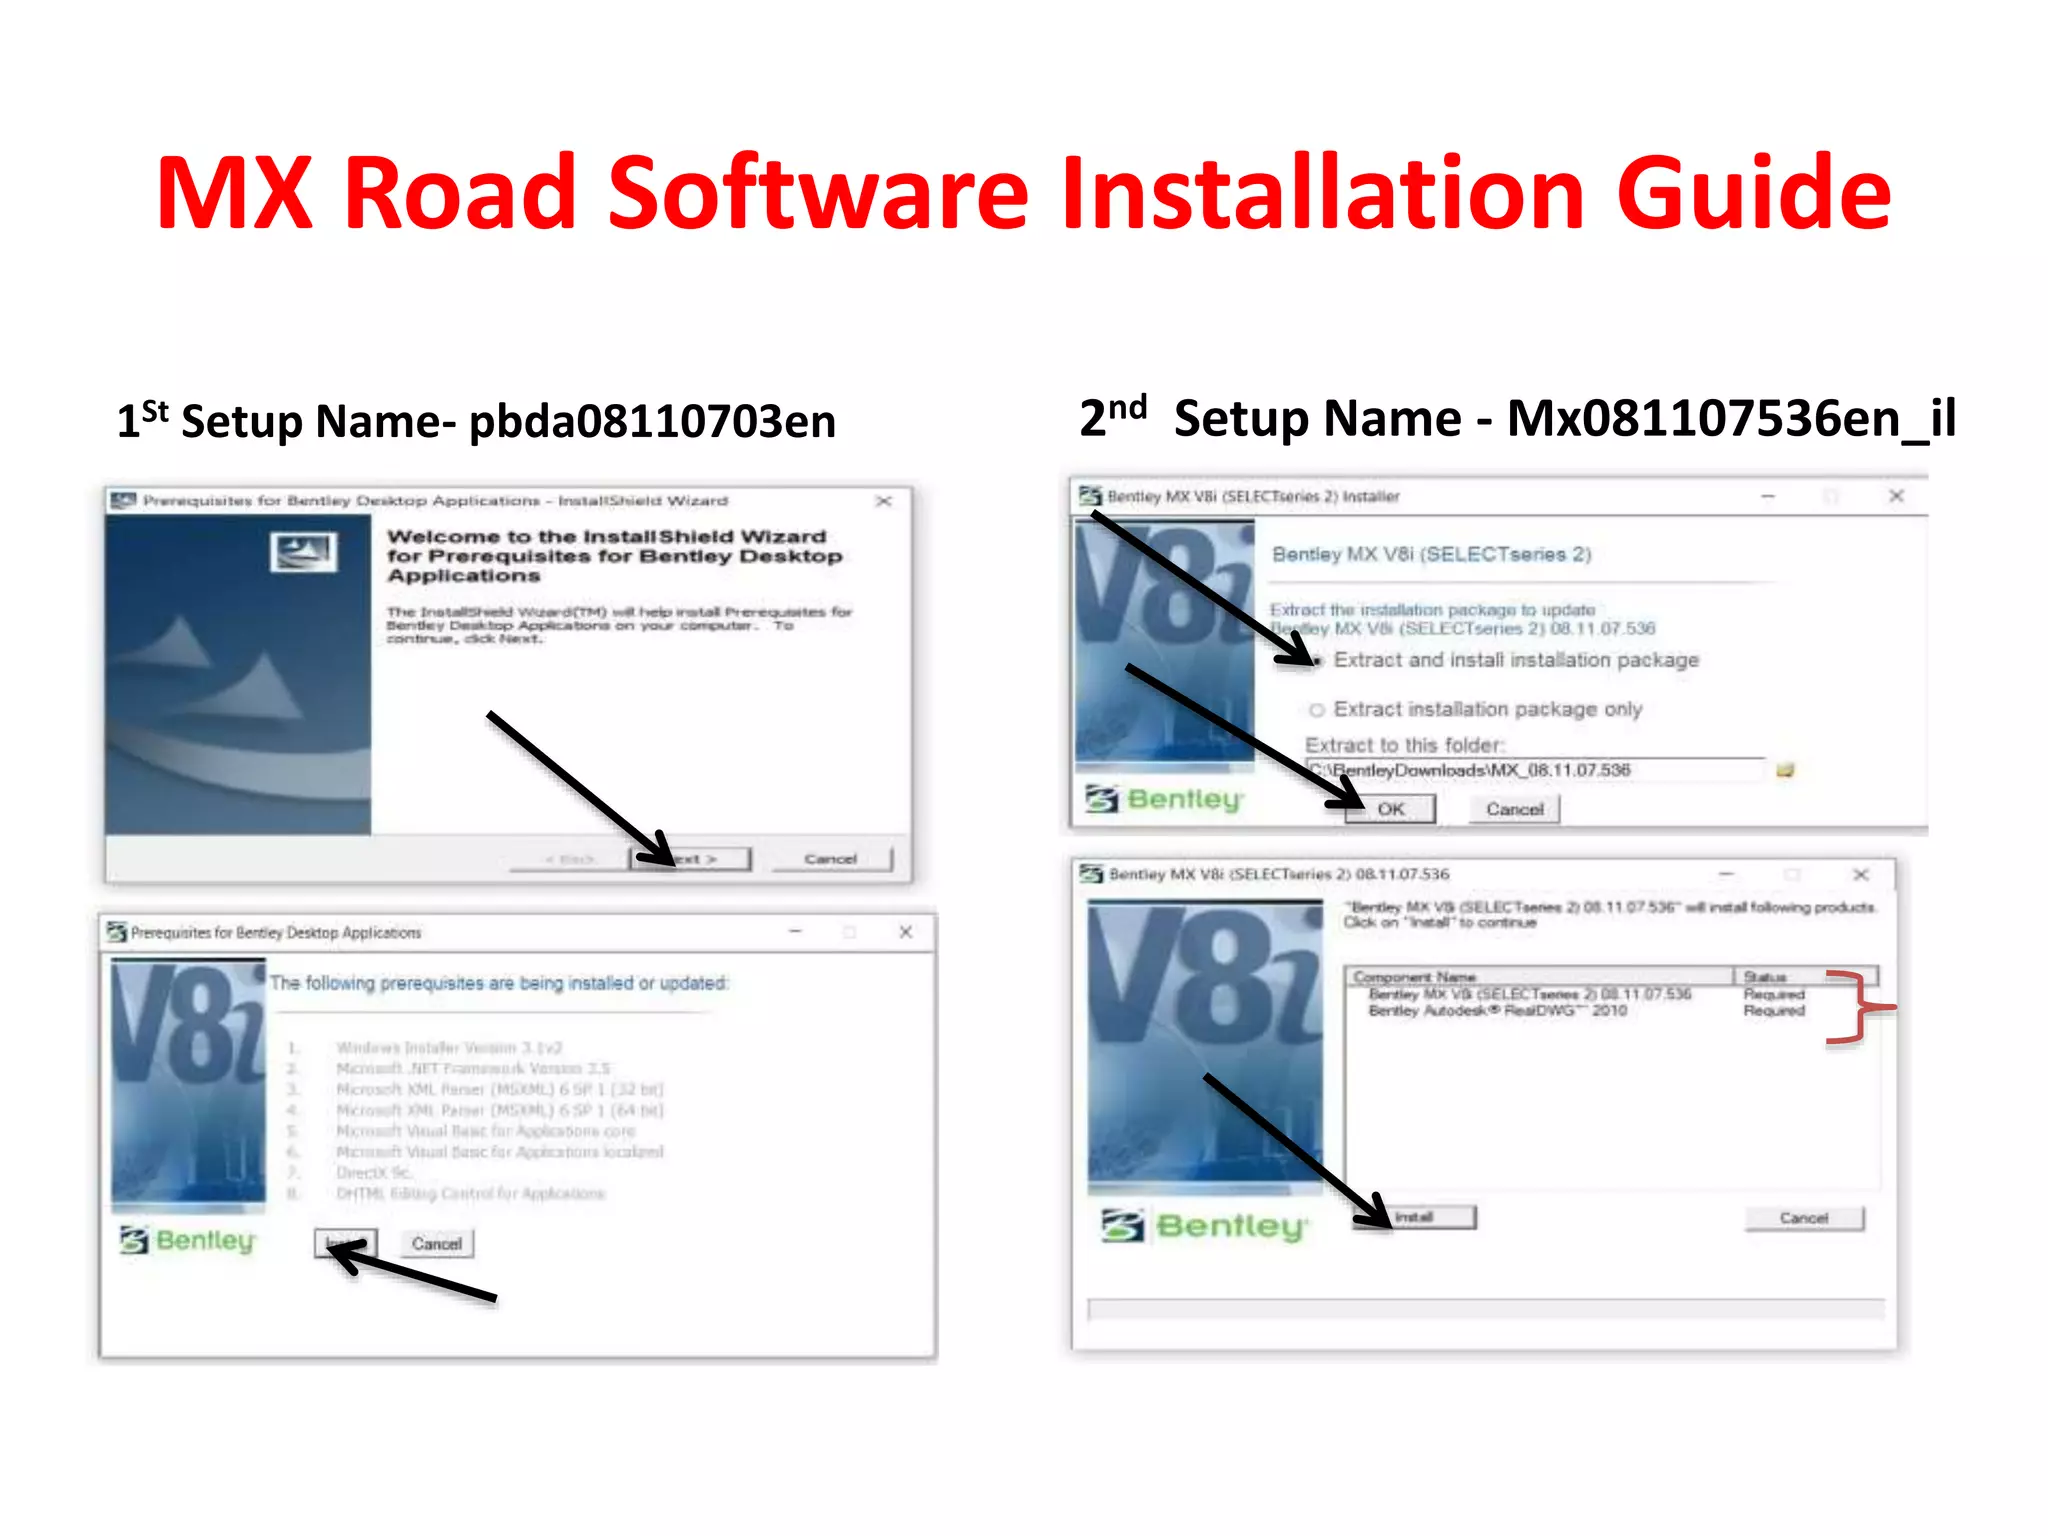 MX Road Software Installation Guide
1St Setup Name- pbda08110703en
Prerequisites for Bentley Desktop Applications - InstallShield Wizard
Welcome to the InstallShield Wizard
for Prerequisites for Bentley Desktop
Applications
The InstallShield Wizard(TM) will help install Prerequisites for
Bentley Desktop Applications on your computer. To
continue, click Next.
< Back
Cancel
Prerequisites for Bentley Desktop Applications
V8i
The following prerequisites are being installed or updated:
1. Windows Installer Version 3.1v2
2. Microsoft .NET Framework Version 3.5
3. Microsoft XML Parser (MSXML) 6 SP 1 (32 bit)
4. Microsoft XML Parser (MSXML) 6 SP 1 (64 bit)
5. Microsoft Visual Basic for Applications core
6. Microsoft Visual Basic for Applications localized
7. DirectX 9c.
8. DHTML Editing Control for Applications
Bentley
Cancel
2nd Setup Name - Mx081107536en_il
Bentley MX V8i (SELECTseries 2) Installer
V8i
Bentley MX V8i (SELECTseries 2)
Extract the installation package to update
Bentley MX V8i (SELECTseries 2) 08.11.07.536
Extract and install installation package
Extract installation package only
Extract to this folder:
C:\BentleyDownloads\MX_08.11.07.536
Bentley
OK Cancel
Bentley MX V8i (SELECTseries 2) 08.11.07.536
V8i
"Bentley MX V8i (SELECTseries 2) 08.11.07.536" will install following products.
Click on "Install" to continue
Component Name Status
Bentley MX V8i (SELECTseries 2) 08.11.07.536 Required
Bentley Autodesk® RealDWG™ 2010 Required
Bentley
Install Cancel